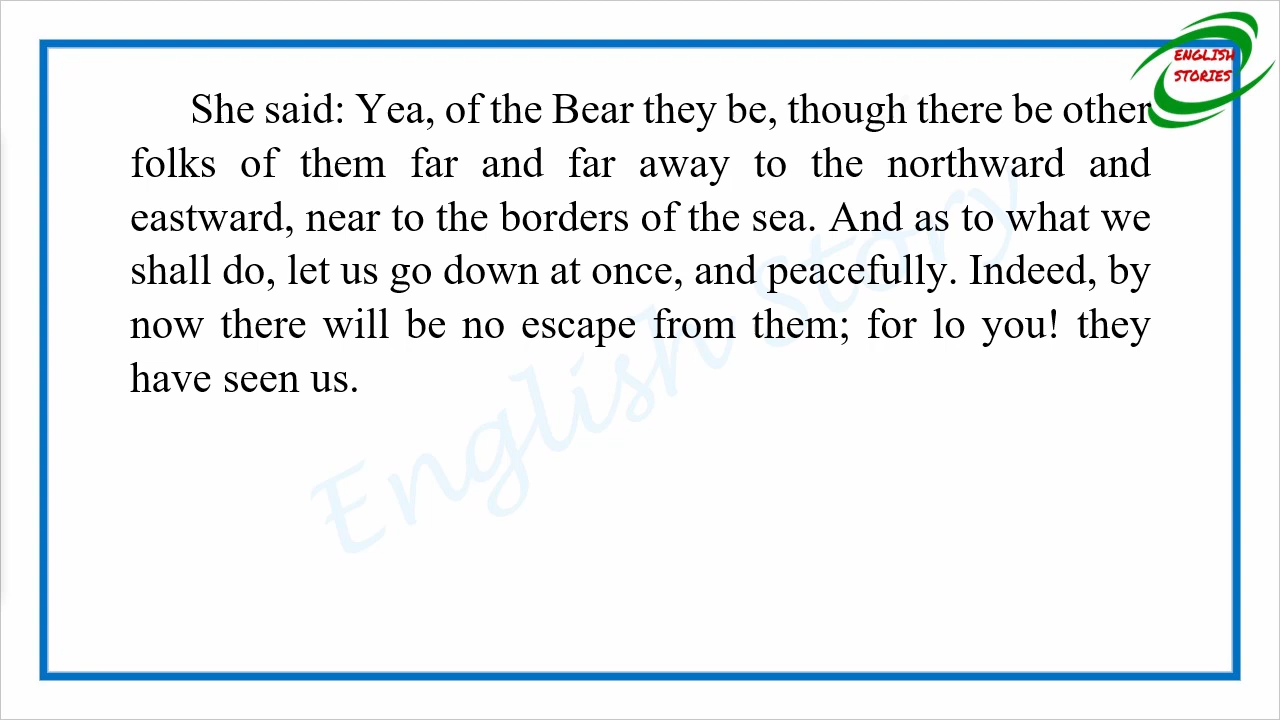 ENGLISH
STORIES
She said: Yea, of the Bear they be, though there be other
folks of them far and far away to the northward and
eastward, near to the borders of the sea. And as to what we
shall do, let us go down at once, and peacefully. Indeed, by
now there will be no escape from them; for lo you! they
have seen us.
English Story